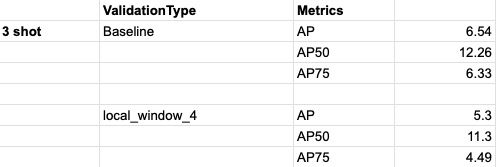 ValidationType Metrics
3 shot Baseline AP 6.54
AP50 12.26
AP75 6.33
local_window_4 AP 5.3
AP50 11.3
AP75 4.49